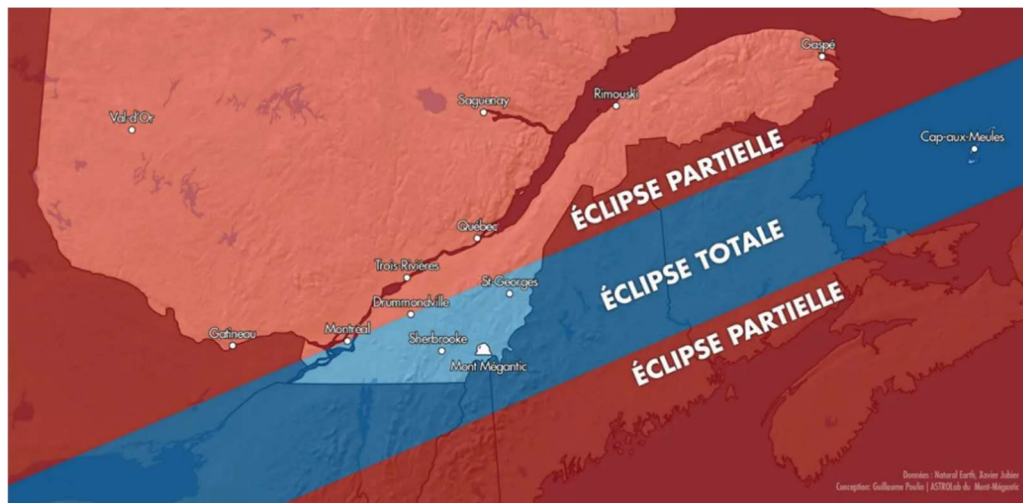 Gaspé
Rimouski
Saguenay
Val-d'Or
Cap-aux-Meules
ÉCLIPSE PARTIELLE
Québec
ÉCLIPSE TOTALE
Trois Rivières
St-Georges
Drummondville
ÉCLIPSE PARTIELLE
Gatineau
Montréal
Sherbrooke
Mont Mégantic
Données : Natural Earth, Xavier Jubier
Conception: Guillaume Poulin | ASTROLab du Mont-Mégantic